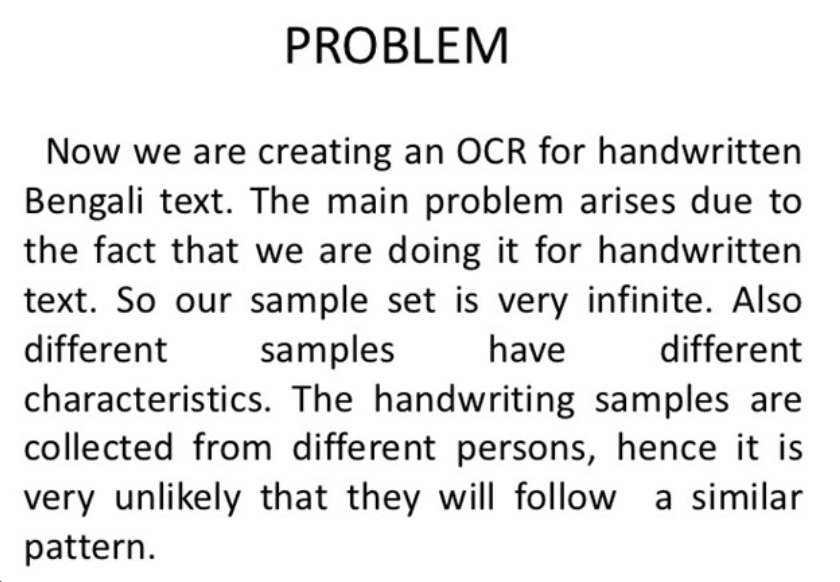 PROBLEM
Now we are creating an OCR for handwritten
Bengali text. The main problem arises due to
the fact that we are doing it for handwritten
text. So our sample set is very infinite. Also
different samples have different
characteristics. The handwriting samples are
collected from different persons, hence it is
very unlikely that they will follow a similar
pattern.